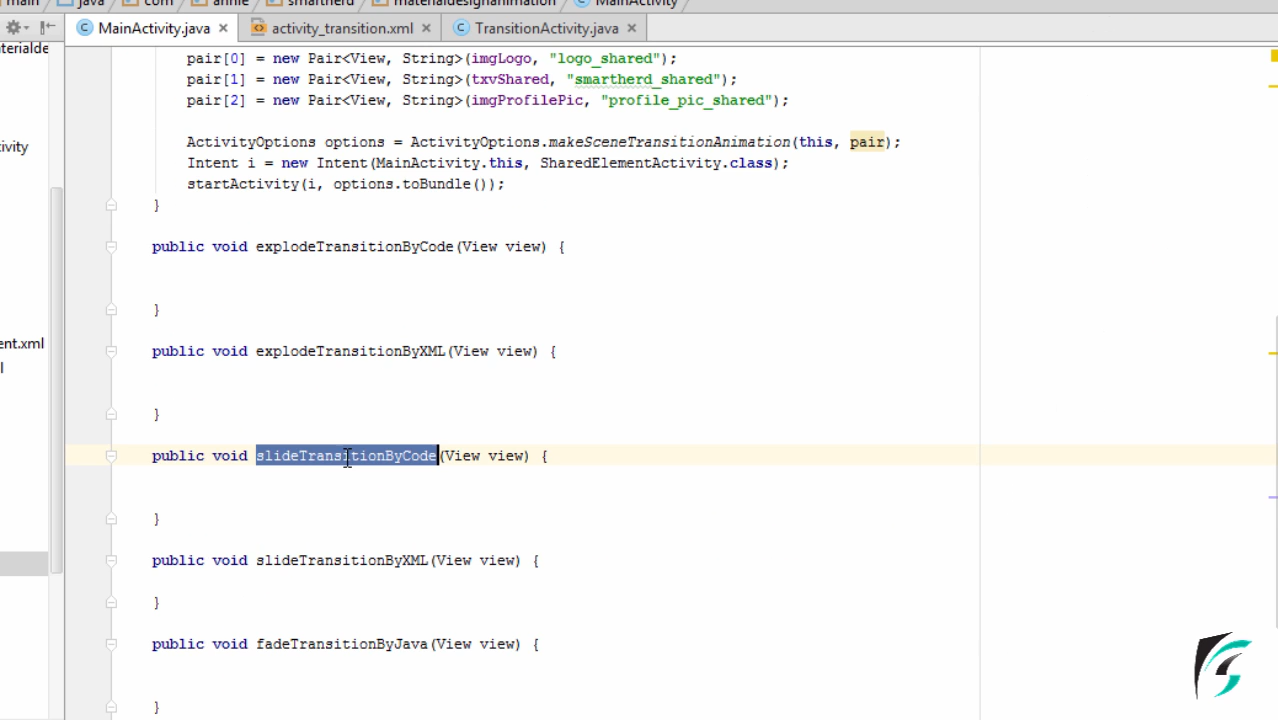 main java com annie smartherd materialdesignanimation MainActivity
MainActivity.java activity_transition.xml TransitionActivity.java
aterialde
pair[0] = new Pair<View, String>(imgLogo, "logo_shared");
pair[1] = new Pair<View, String>(txvShared, "smartherd_shared");
pair[2] = new Pair<View, String>(imgProfilePic, "profile_pic_shared");
ActivityOptions options = ActivityOptions.makeSceneTransitionAnimation(this, pair);
ivity
Intent i = new Intent(MainActivity.this, SharedElementActivity.class);
startActivity(i, options.toBundle());
}
public void explodeTransitionByCode(View view) {
}
ent.xml
public void explodeTransitionByXML(View view) {
l
}
public void slideTransitionByCode(View view) {
}
public void slideTransitionByXML(View view) {
}
public void fadeTransitionByJava(View view) {
}